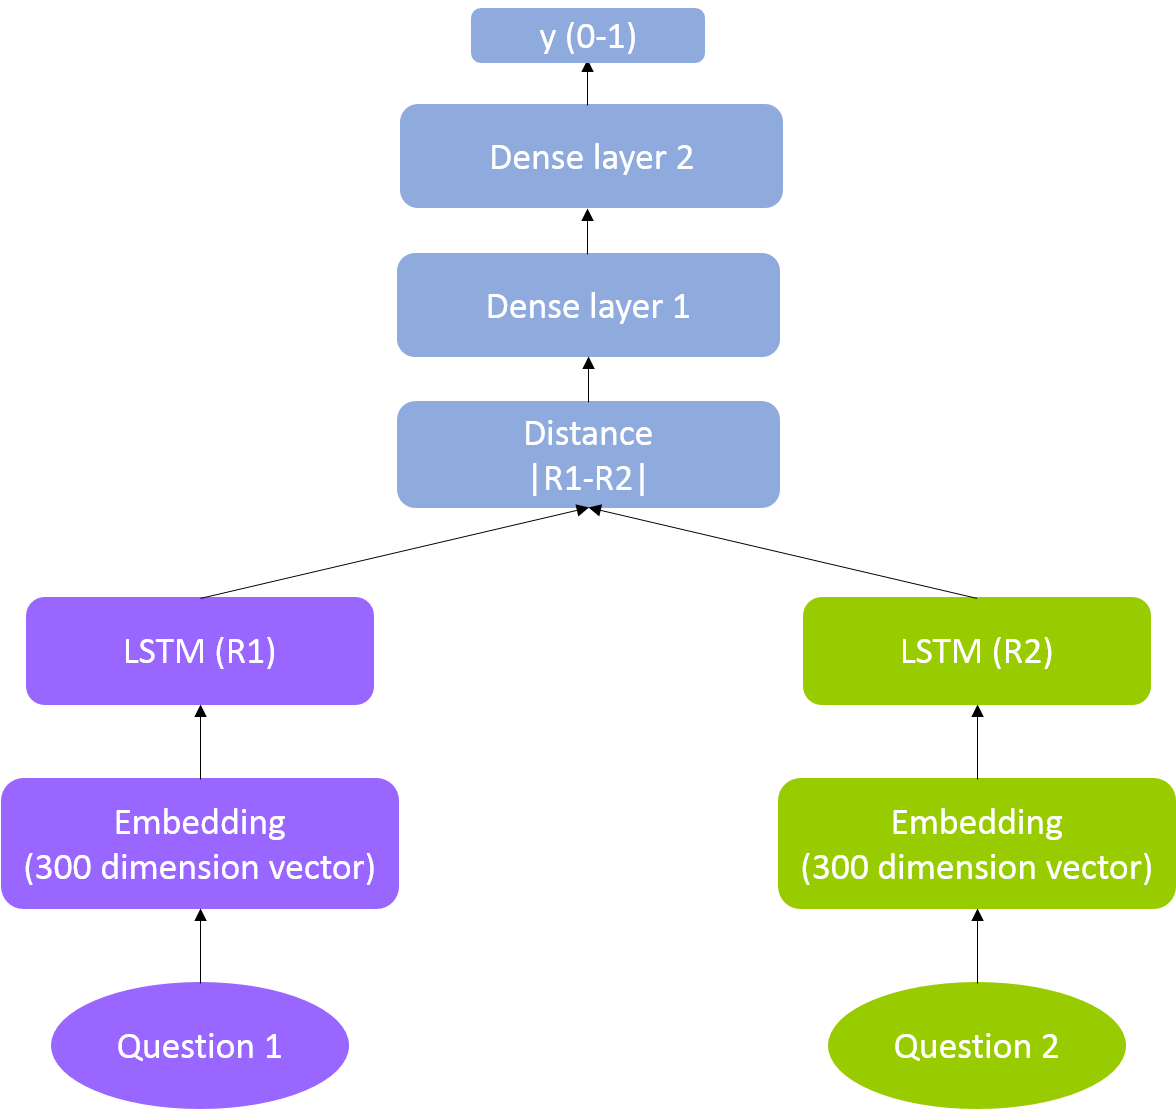 y (0-1)
Dense layer 2
Dense layer 1
Distance
|R1-R2|
LSTM (R1)
LSTM (R2)
Embedding
(300 dimension vector)
Embedding
(300 dimension vector)
Question 1
Question 2